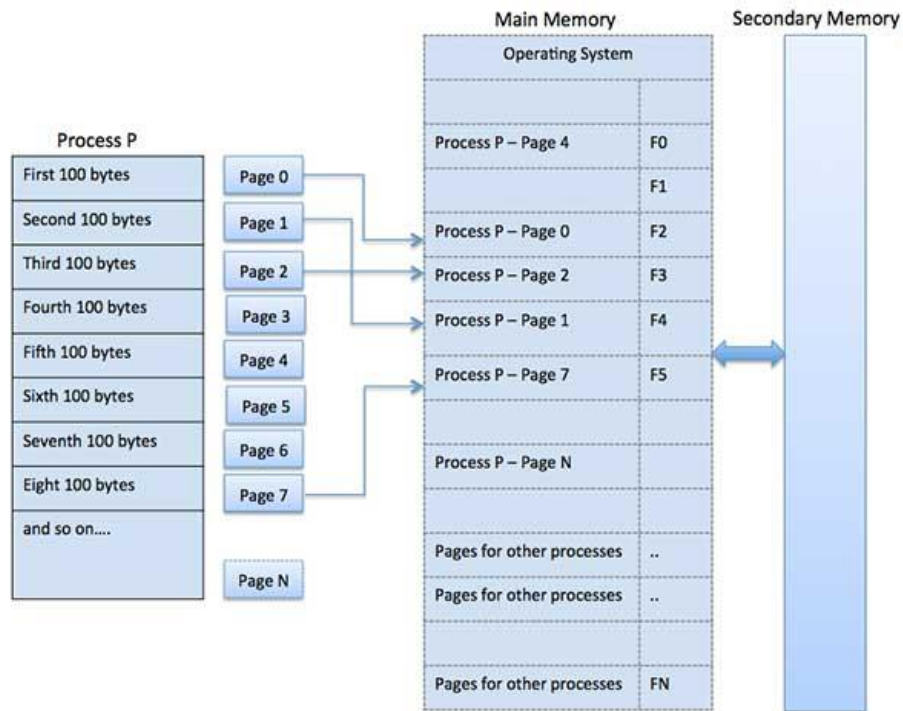 Main Memory
Secondary Memory
Operating System
Process P
First 100 bytes
Second 100 bytes
Third 100 bytes
Fourth 100 bytes
Fifth 100 bytes
Sixth 100 bytes
Seventh 100 bytes
Eight 100 bytes
and so on....
Page 0
Page 1
Page 2
Page 3
Page 4
Page 5
Page 6
Page 7
Page N
Process P – Page 4 F0
F1
Process P – Page 0 F2
Process P – Page 2 F3
Process P – Page 1 F4
Process P – Page 7 F5
Process P – Page N
Pages for other processes ..
Pages for other processes ..
Pages for other processes FN